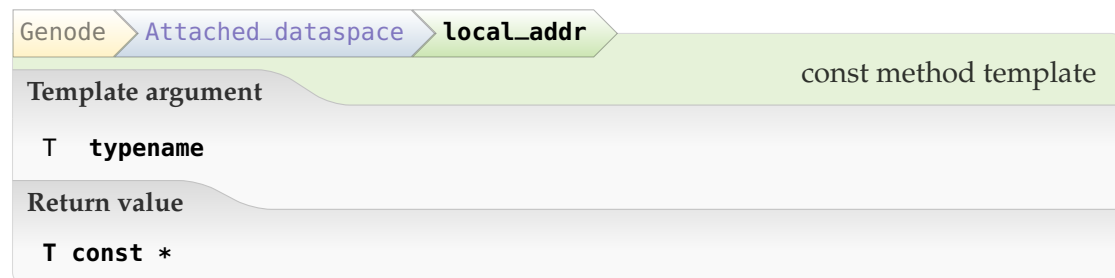 Genode Attached_dataspace local_addr
const method template
Template argument
T typename
Return value
T const *